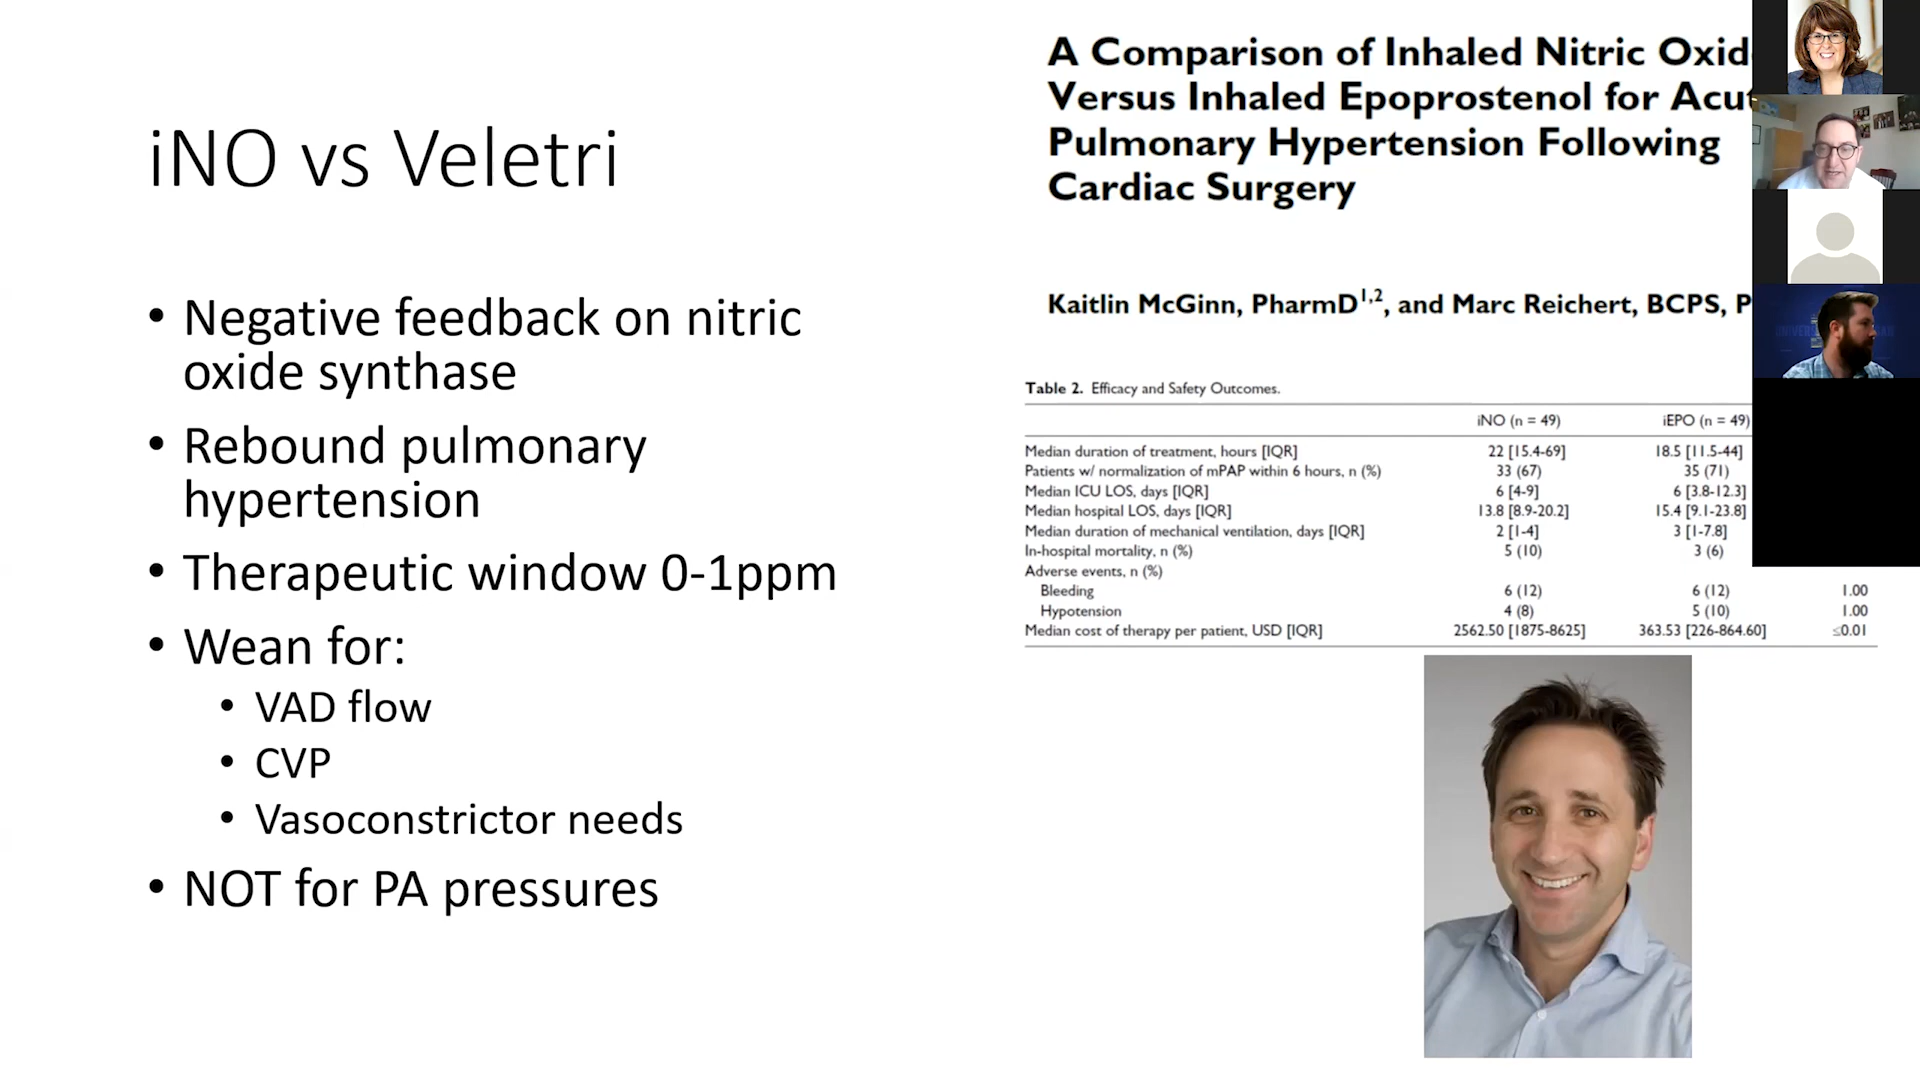 iNO vs Veletri
• Negative feedback on nitric
oxide synthase
• Rebound pulmonary
hypertension
• Therapeutic window 0-1ppm
• Wean for:
• VAD flow
• CVP
• Vasoconstrictor needs
• NOT for PA pressures
A Comparison of Inhaled Nitric Oxid
Versus Inhaled Epoprostenol for Acu
Pulmonary Hypertension Following
Cardiac Surgery
Kaitlin McGinn, PharmD1,2, and Marc Reichert, BCPS, P
Table 2. Efficacy and Safety Outcomes.
iNO (n = 49) iEPO (n = 49)
Median duration of treatment, hours [IQR] 22 [15.4-69] 18.5 [11.5-44]
Patients w/ normalization of mPAP within 6 hours, n (%) 33 (67) 35 (71)
Median ICU LOS, days [IQR] 6 [4-9] 6 [3.8-12.3]
Median hospital LOS, days [IQR] 13.8 [8.9-20.2] 15.4 [9.1-23.8]
Median duration of mechanical ventilation, days [IQR] 2 [1-4] 3 [1-7.8]
In-hospital mortality, n (%) 5 (10) 3 (6)
Adverse events, n (%)
Bleeding 6 (12) 6 (12) 1.00
Hypotension 4 (8) 5 (10) 1.00
Median cost of therapy per patient, USD [IQR] 2562.50 [1875-8625] 363.53 [226-864.60] ≤0.01